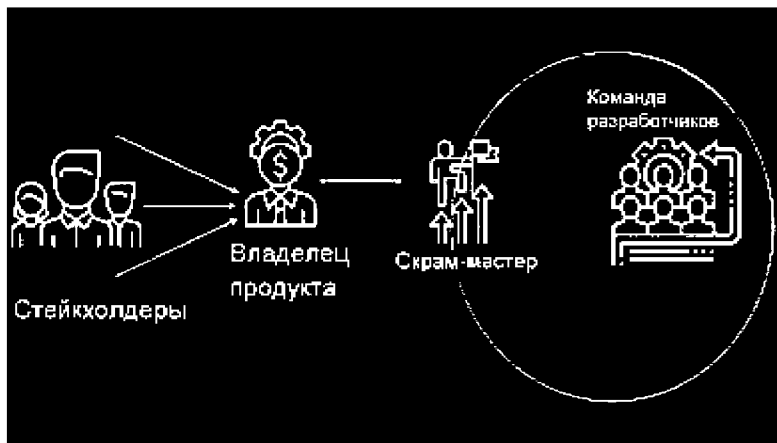 Команда
разработчиков
$
Владелец
продукта
Скрам-мастер
Стейкхолдеры